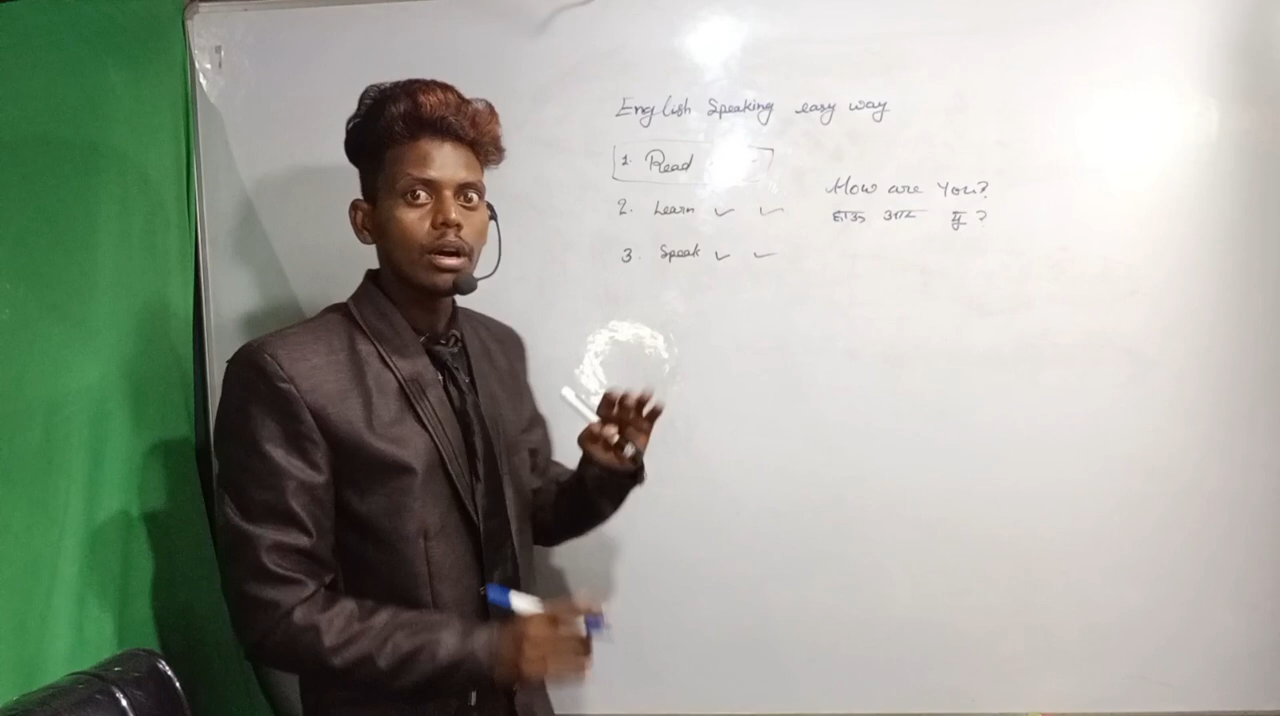 English Speaking easy way
1. Read
2. Learn ✓ ✓
3. Speak ✓ ✓
How are You?
हाउ आर यू ?